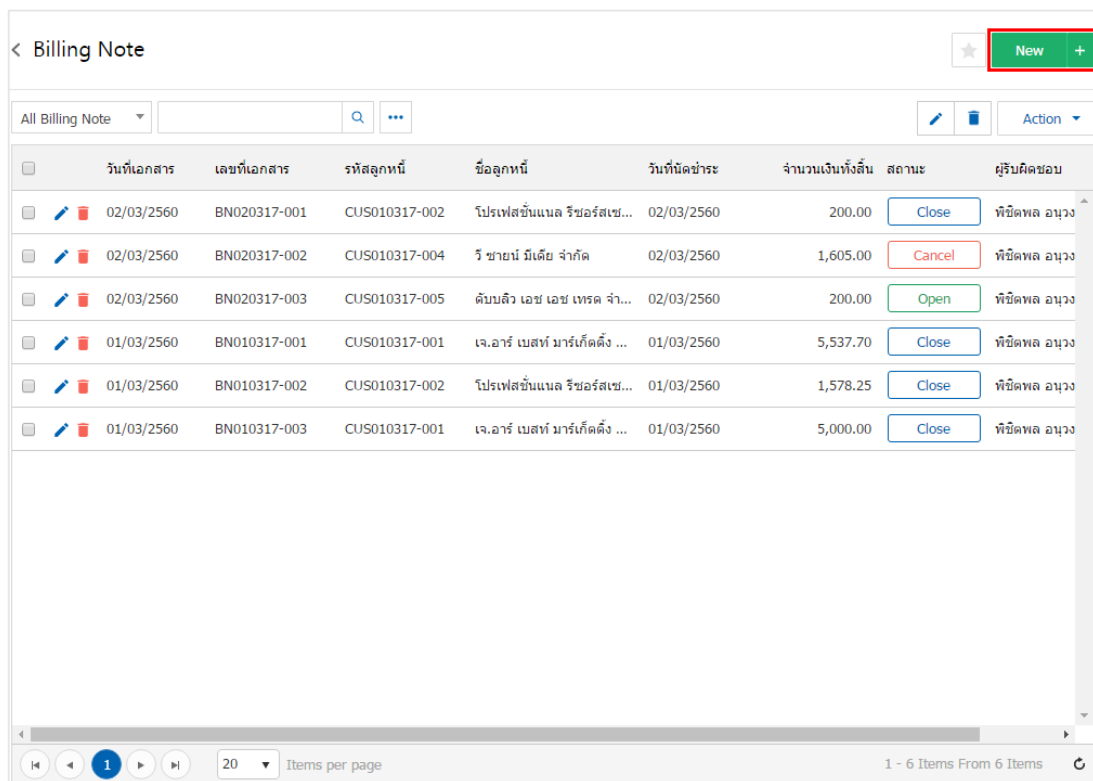 Billing Note
New +
All Billing Note
Action
วันที่เอกสาร เลขที่เอกสาร รหัสลูกหนี้ ชื่อลูกหนี้ วันที่นัดชำระ จำนวนเงินทั้งสิ้น สถานะ ผู้รับผิดชอบ
02/03/2560 BN020317-001 CUS010317-002 โปรเฟสชั่นแนล รีซอร์สเซ... 02/03/2560 200.00 Close พิชิตพล อนุวง
02/03/2560 BN020317-002 CUS010317-004 วี ชายน์ มีเดีย จำกัด 02/03/2560 1,605.00 Cancel พิชิตพล อนุวง
02/03/2560 BN020317-003 CUS010317-005 ดับบลิว เอช เอช เทรด จำ... 02/03/2560 200.00 Open พิชิตพล อนุวง
01/03/2560 BN010317-001 CUS010317-001 เจ.อาร์ เบสท์ มาร์เก็ตติ้ง ... 01/03/2560 5,537.70 Close พิชิตพล อนุวง
01/03/2560 BN010317-002 CUS010317-002 โปรเฟสชั่นแนล รีซอร์สเซ... 01/03/2560 1,578.25 Close พิชิตพล อนุวง
01/03/2560 BN010317-003 CUS010317-001 เจ.อาร์ เบสท์ มาร์เก็ตติ้ง ... 01/03/2560 5,000.00 Close พิชิตพล อนุวง
1 20 Items per page 1 - 6 Items From 6 Items